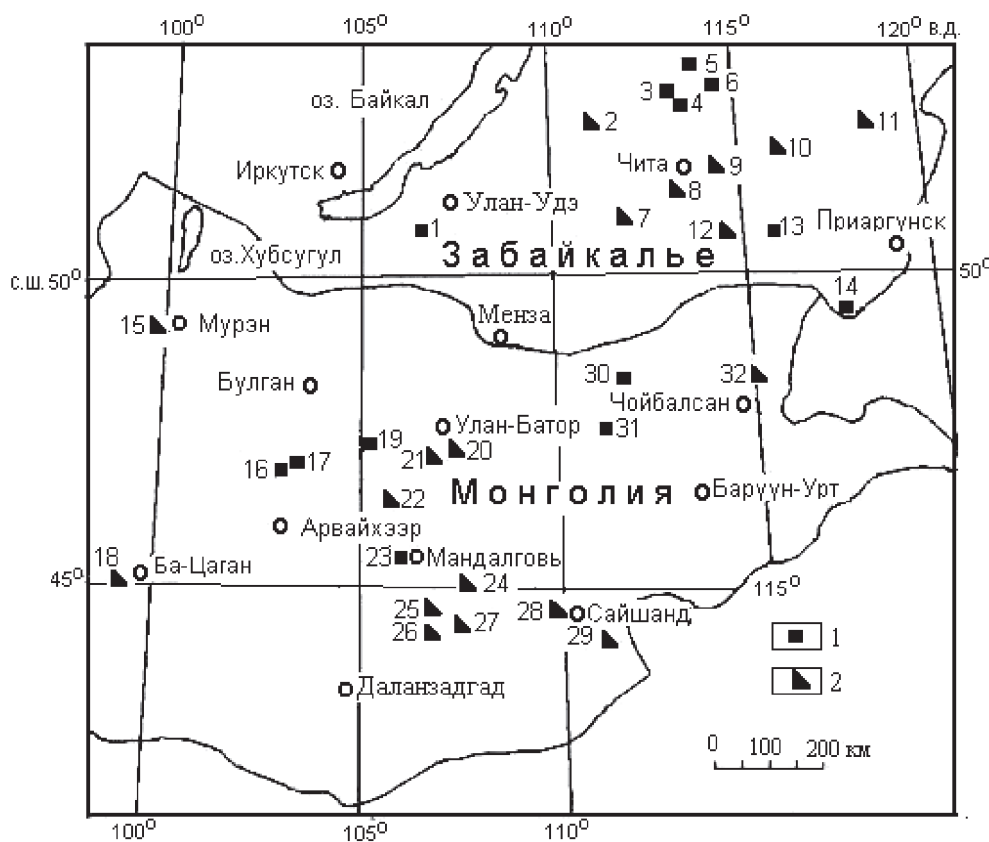 100⁰ 105⁰ 110⁰ 115⁰ 120⁰ в.д.
5
3 6
4
оз. Байкал
2 11
10
Иркутск Чита 9
8
Улан-Удэ
1 7 12 13 Приаргунск
Забайкалье
оз.Хубсугул
с.ш. 50⁰ 50⁰
14
Менза
15 Мурэн
30 32
Булган Чойбалсан
Улан-Батор 31
19
16 17 21 20
22 Монголия Баруун-Урт
Арвайхээр
23 Мандалговь
18 Ба-Цаган
45⁰ 24 115⁰
25 28 Сайшанд
26 27 29
1
2
Даланзадгад
0 100 200 км
100⁰ 105⁰ 110⁰